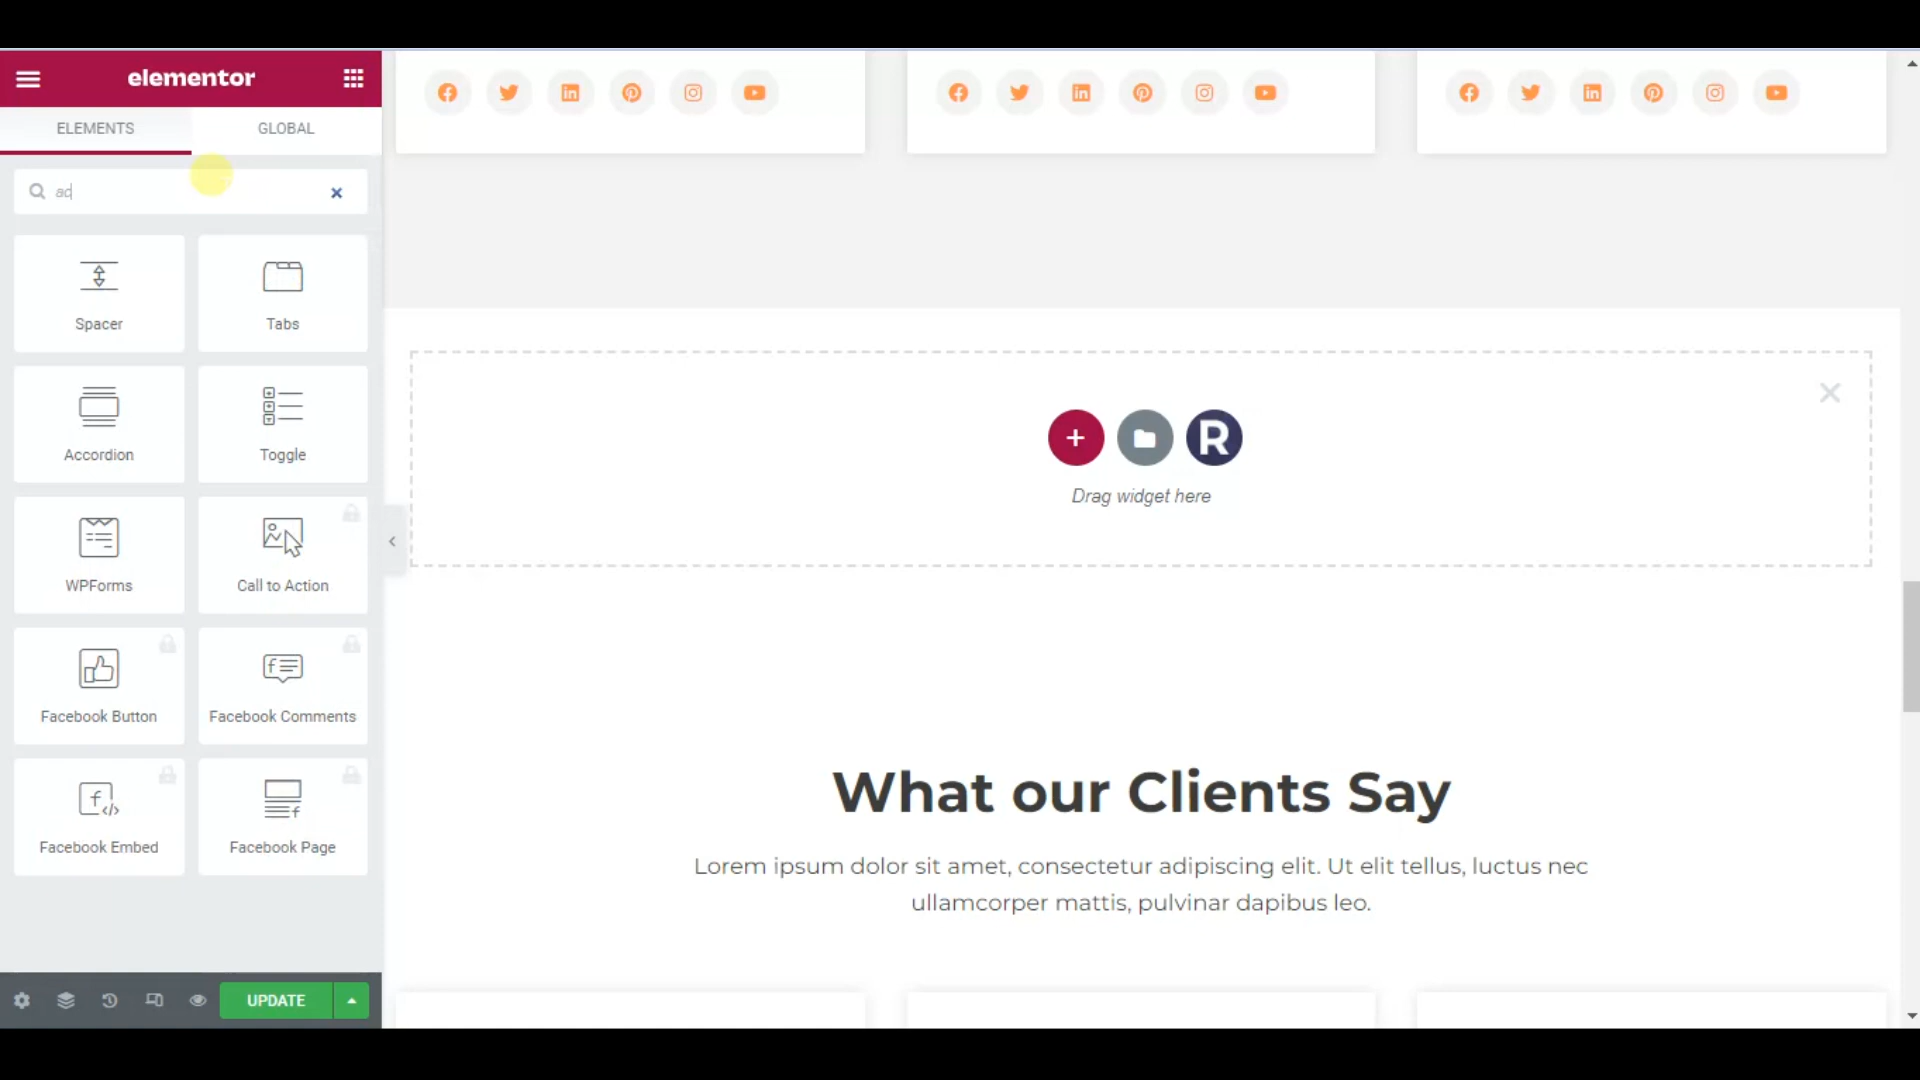 elementor
ELEMENTS
GLOBAL
ac
Spacer
Tabs
Accordion
Toggle
WPForms
Call to Action
Facebook Button
Facebook Comments
Facebook Embed
Facebook Page
UPDATE
R
Drag widget here
What our Clients Say
Lorem ipsum dolor sit amet, consectetur adipiscing elit. Ut elit tellus, luctus nec
ullamcorper mattis, pulvinar dapibus leo.